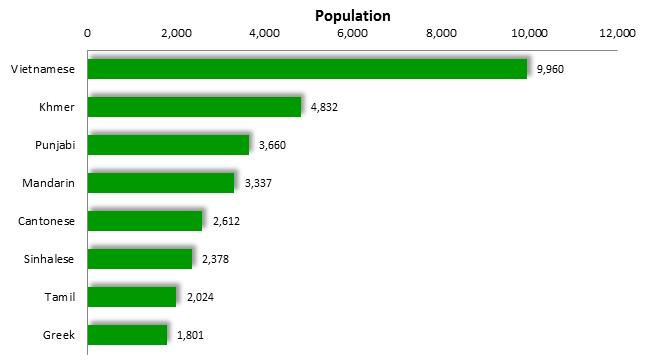 Population
0 2,000 4,000 6,000 8,000 10,000 12,000
Vietnamese 9,960
Khmer 4,832
Punjabi 3,660
Mandarin 3,337
Cantonese 2,612
Sinhalese 2,378
Tamil 2,024
Greek 1,801